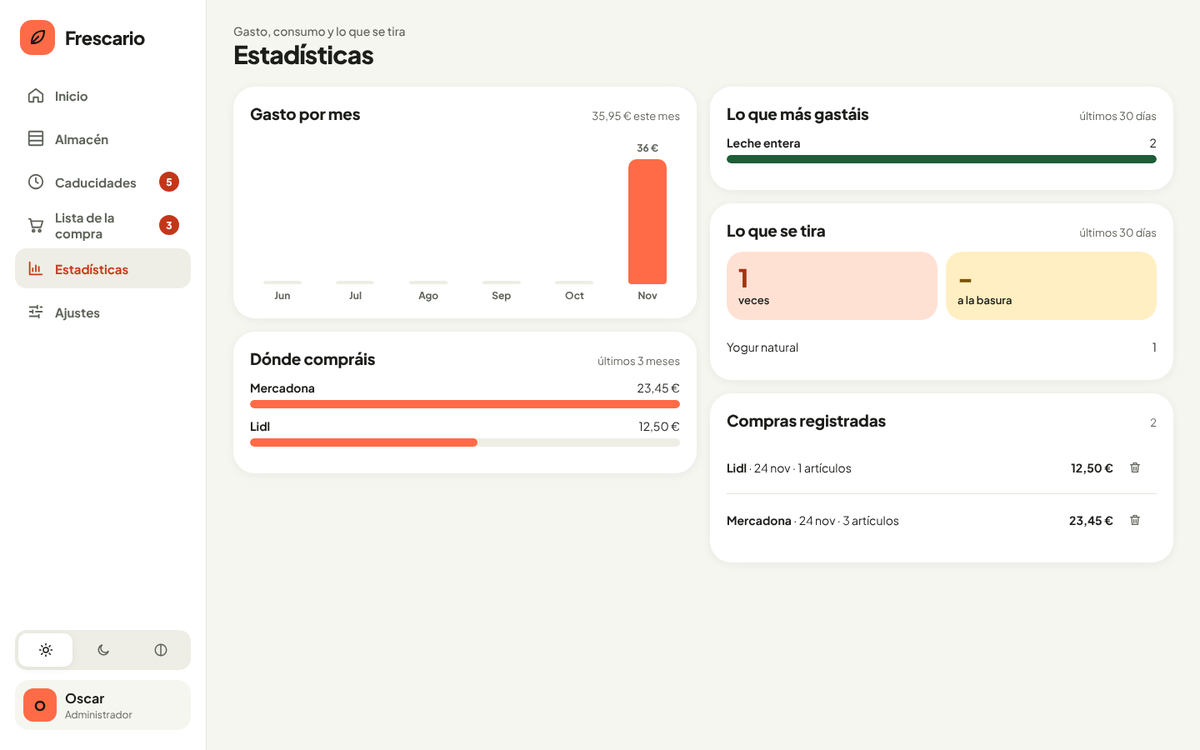 Frescario
Inicio
Almacén
Caducidades 5
Lista de la
compra 3
Estadísticas
Ajustes
O
Oscar
Administrador
Gasto, consumo y lo que se tira
Estadísticas
Gasto por mes 35,95 € este mes
36 €
Jun Jul Ago Sep Oct Nov
Dónde compráis últimos 3 meses
Mercadona 23,45 €
Lidl 12,50 €
Lo que más gastáis últimos 30 días
Leche entera 2
Lo que se tira últimos 30 días
1
veces
–
a la basura
Yogur natural 1
Compras registradas 2
Lidl · 24 nov · 1 artículos 12,50 €
Mercadona · 24 nov · 3 artículos 23,45 €